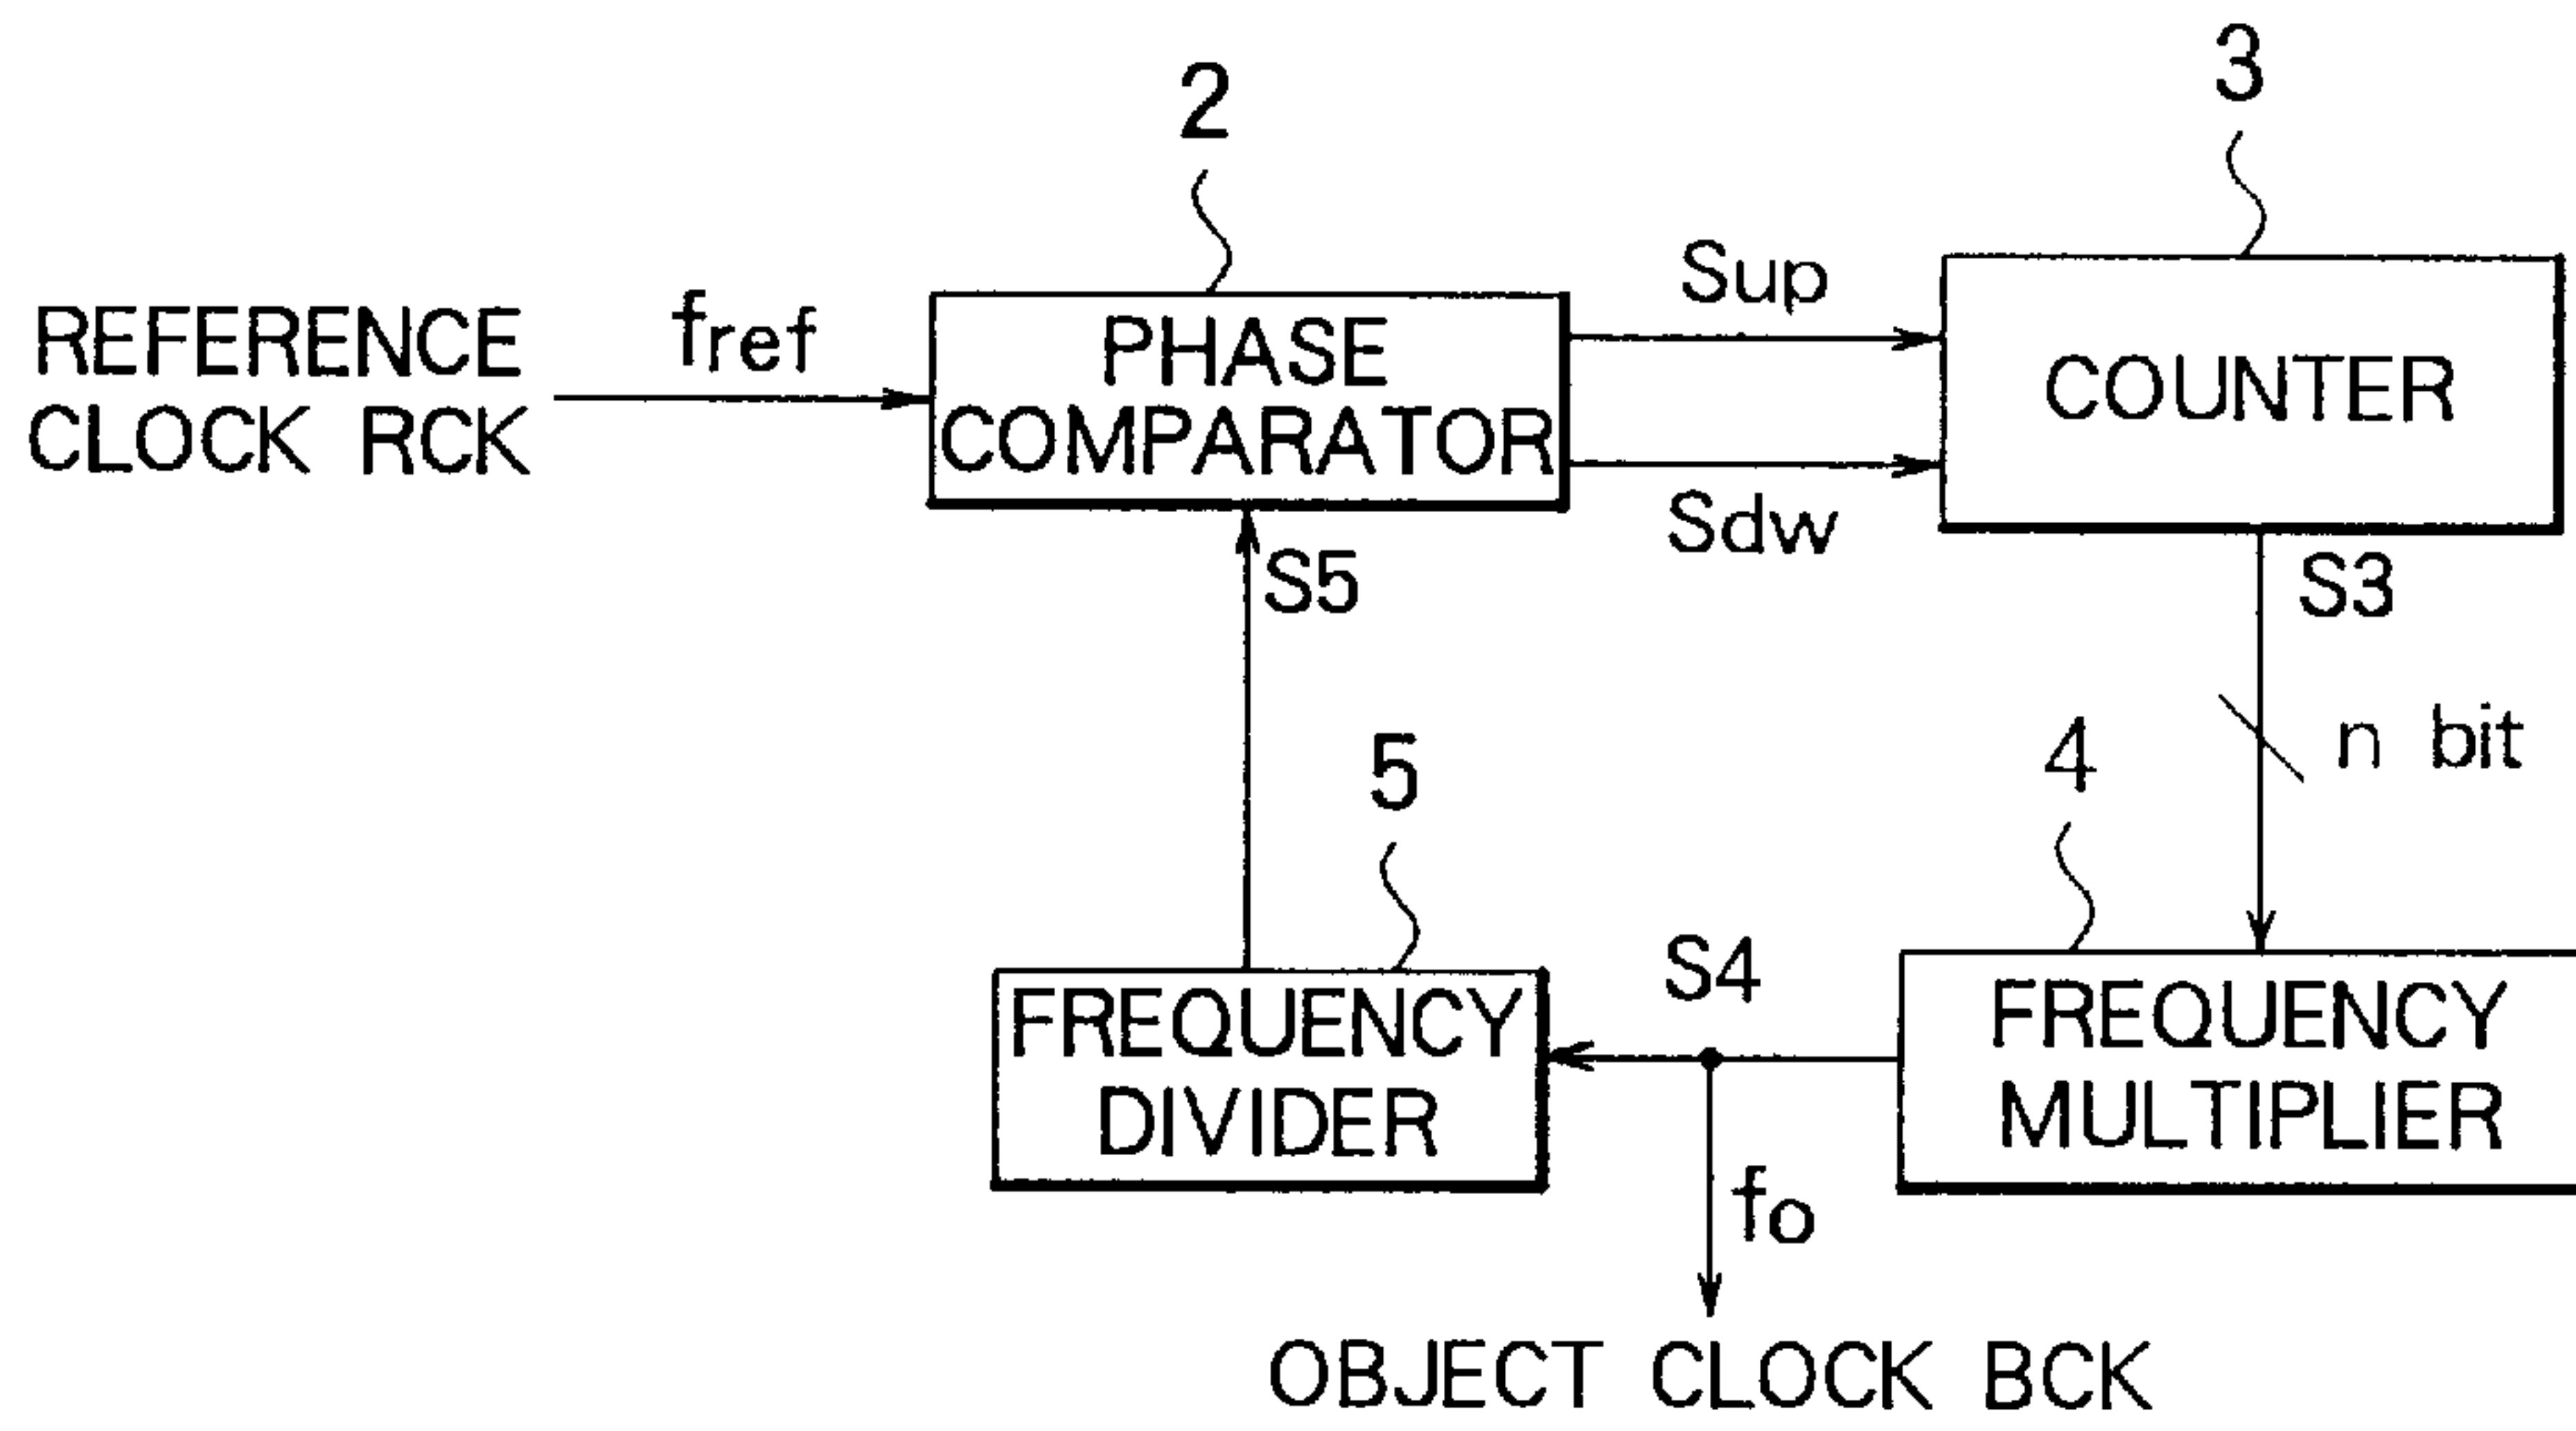 2
3
REFERENCE
CLOCK RCK
fref
PHASE
COMPARATOR
Sup
Sdw
COUNTER
S5
S3
n bit
5
4
FREQUENCY
DIVIDER
S4
FREQUENCY
MULTIPLIER
fo
OBJECT CLOCK BCK